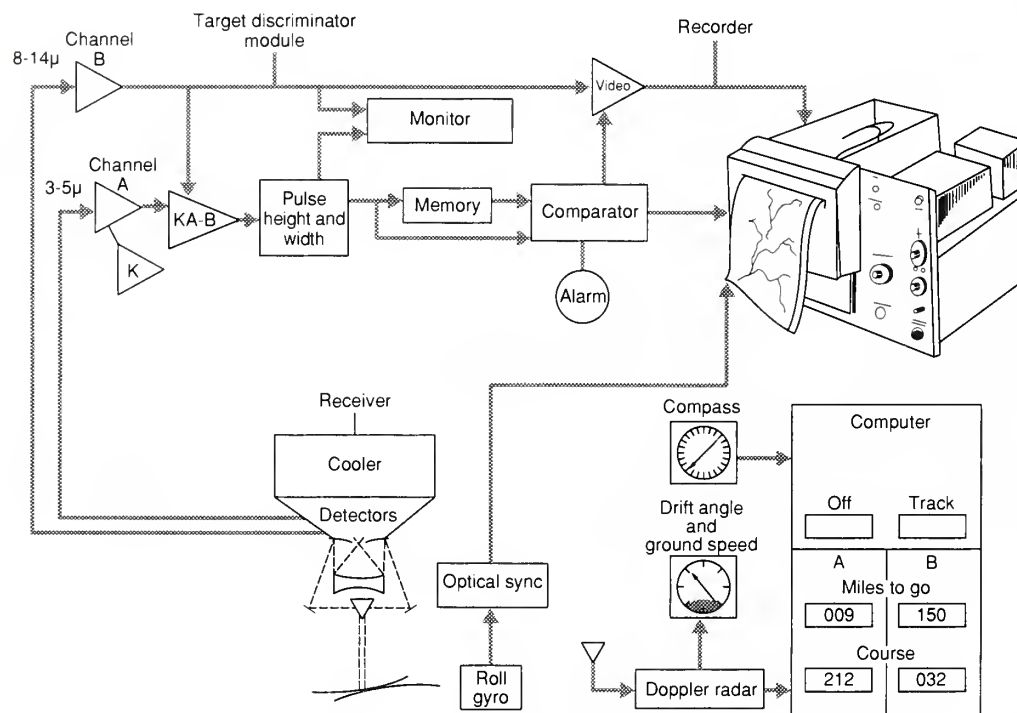 Target discriminator
module
Recorder
Channel
B
8-14µ
Video
Monitor
Channel
A
3-5µ
KA-B
Pulse
height and
width
Memory
Comparator
K
Alarm
Receiver
Cooler
Detectors
Optical sync
Roll
gyro
Compass
Drift angle
and
ground speed
Doppler radar
Computer
Off
Track
A
B
Miles to go
009
150
Course
212
032